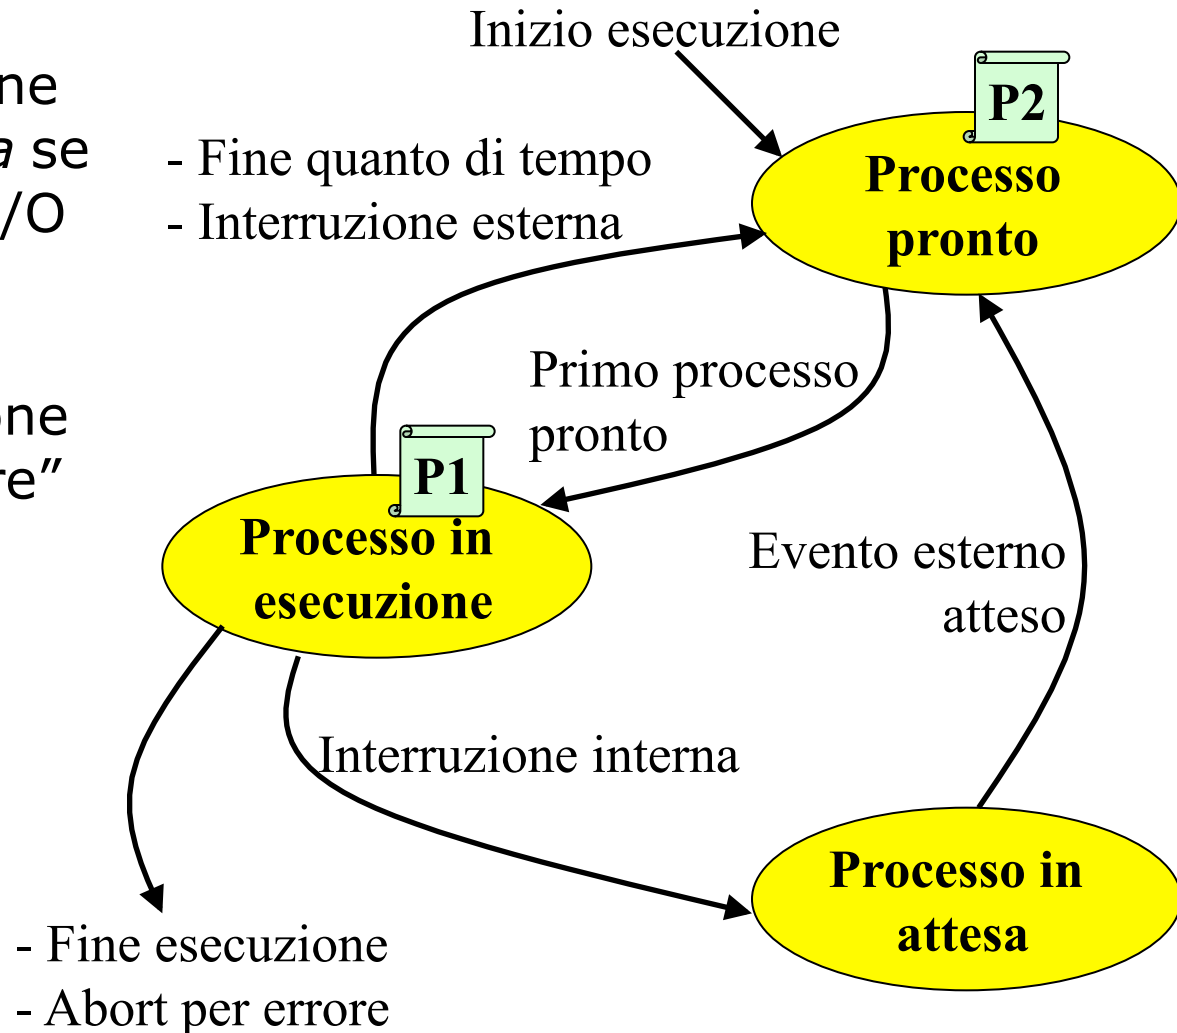 Inizio esecuzione
ne
a se
/O
P2
- Fine quanto di tempo
- Interruzione esterna
Processo
pronto
Primo processo
pronto
one
re”
P1
Processo in
esecuzione
Evento esterno
atteso
Interruzione interna
Processo in
attesa
- Fine esecuzione
- Abort per errore